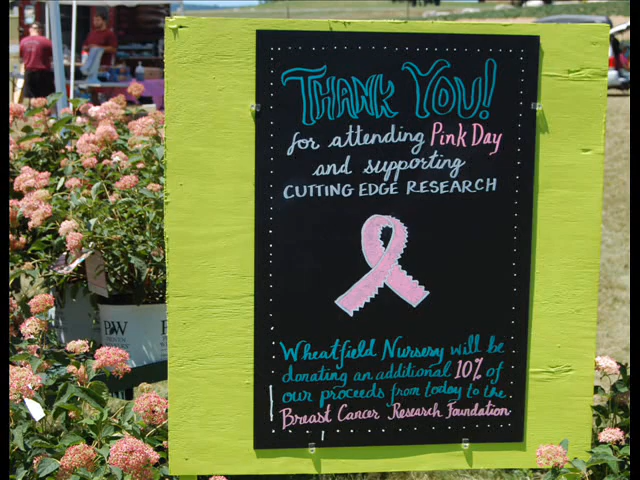 THANK YOU!
for attending Pink Day
and supporting
CUTTING EDGE RESEARCH
Wheatfield Nursery will be
donating an additional 10% of
our proceeds from today to the
Breast Cancer Research Foundation
PW